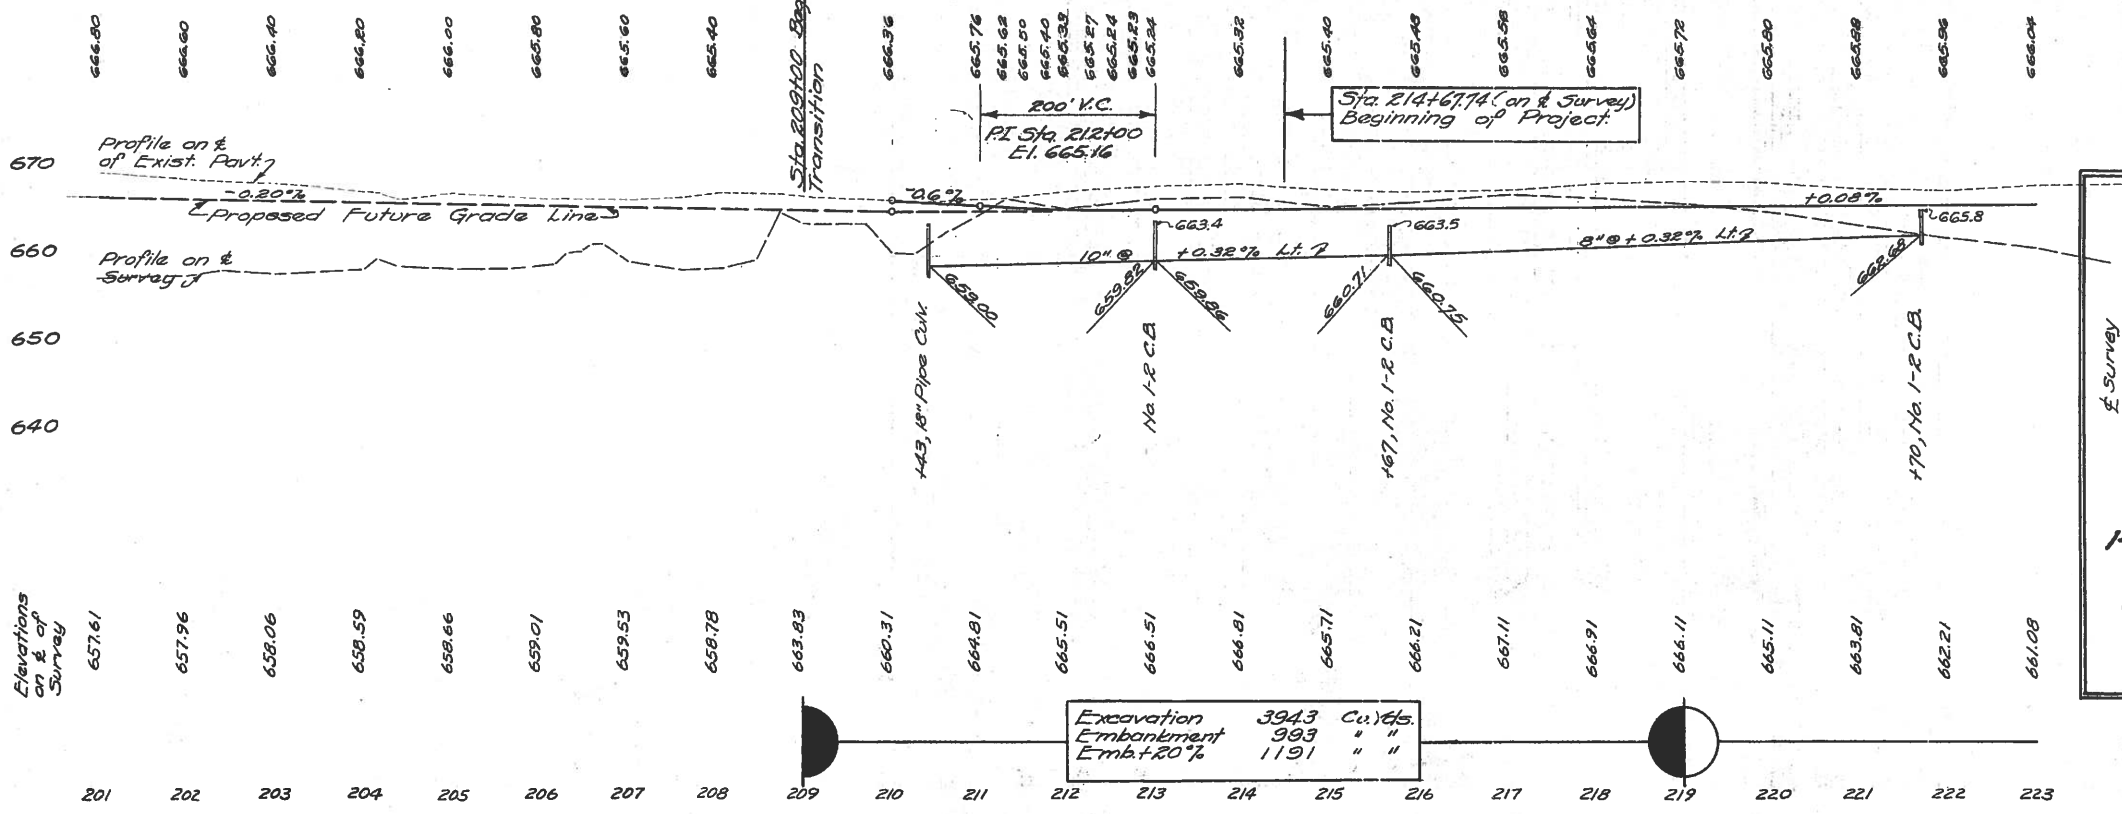 666.80 666.60 666.40 666.20 666.00 665.80 665.60 665.40 666.36 665.76 665.62 665.50 665.40 665.33 665.27 665.24 665.23 665.24 665.32 665.40 665.48 665.56 665.64 665.72 665.80 665.88 665.96 666.04
Sta. 209+00
Transition
200' V.C.
P.I Sta. 212+00
El. 665.16
Sta. 214+67.74 (on ℄ Survey)
Beginning of Project.
Profile on ℄
of Exist. Pavt.
670
-0.20%
Proposed Future Grade Line
-0.6%
+0.08%
660
Profile on ℄
Survey
663.4
663.5
665.8
10" @ +0.32% Lt.
8" @ +0.32% Lt.
659.00
659.82
659.86
660.71
660.75
662.68
650
640
+43, 18" Pipe Culv.
No. 1-2 C.B.
+67, No. 1-2 C.B.
+70, No. 1-2 C.B.
℄ Survey
Elevations
on ℄ of
Survey
657.61 657.96 658.06 658.59 658.66 659.01 659.53 658.78 663.83 660.31 664.81 665.51 666.51 666.81 665.71 666.21 667.11 666.91 666.11 665.11 663.81 662.21 661.08
Excavation 3943 Cu. Yds.
Embankment 993 " "
Emb.+20% 1191 " "
201 202 203 204 205 206 207 208 209 210 211 212 213 214 215 216 217 218 219 220 221 222 223